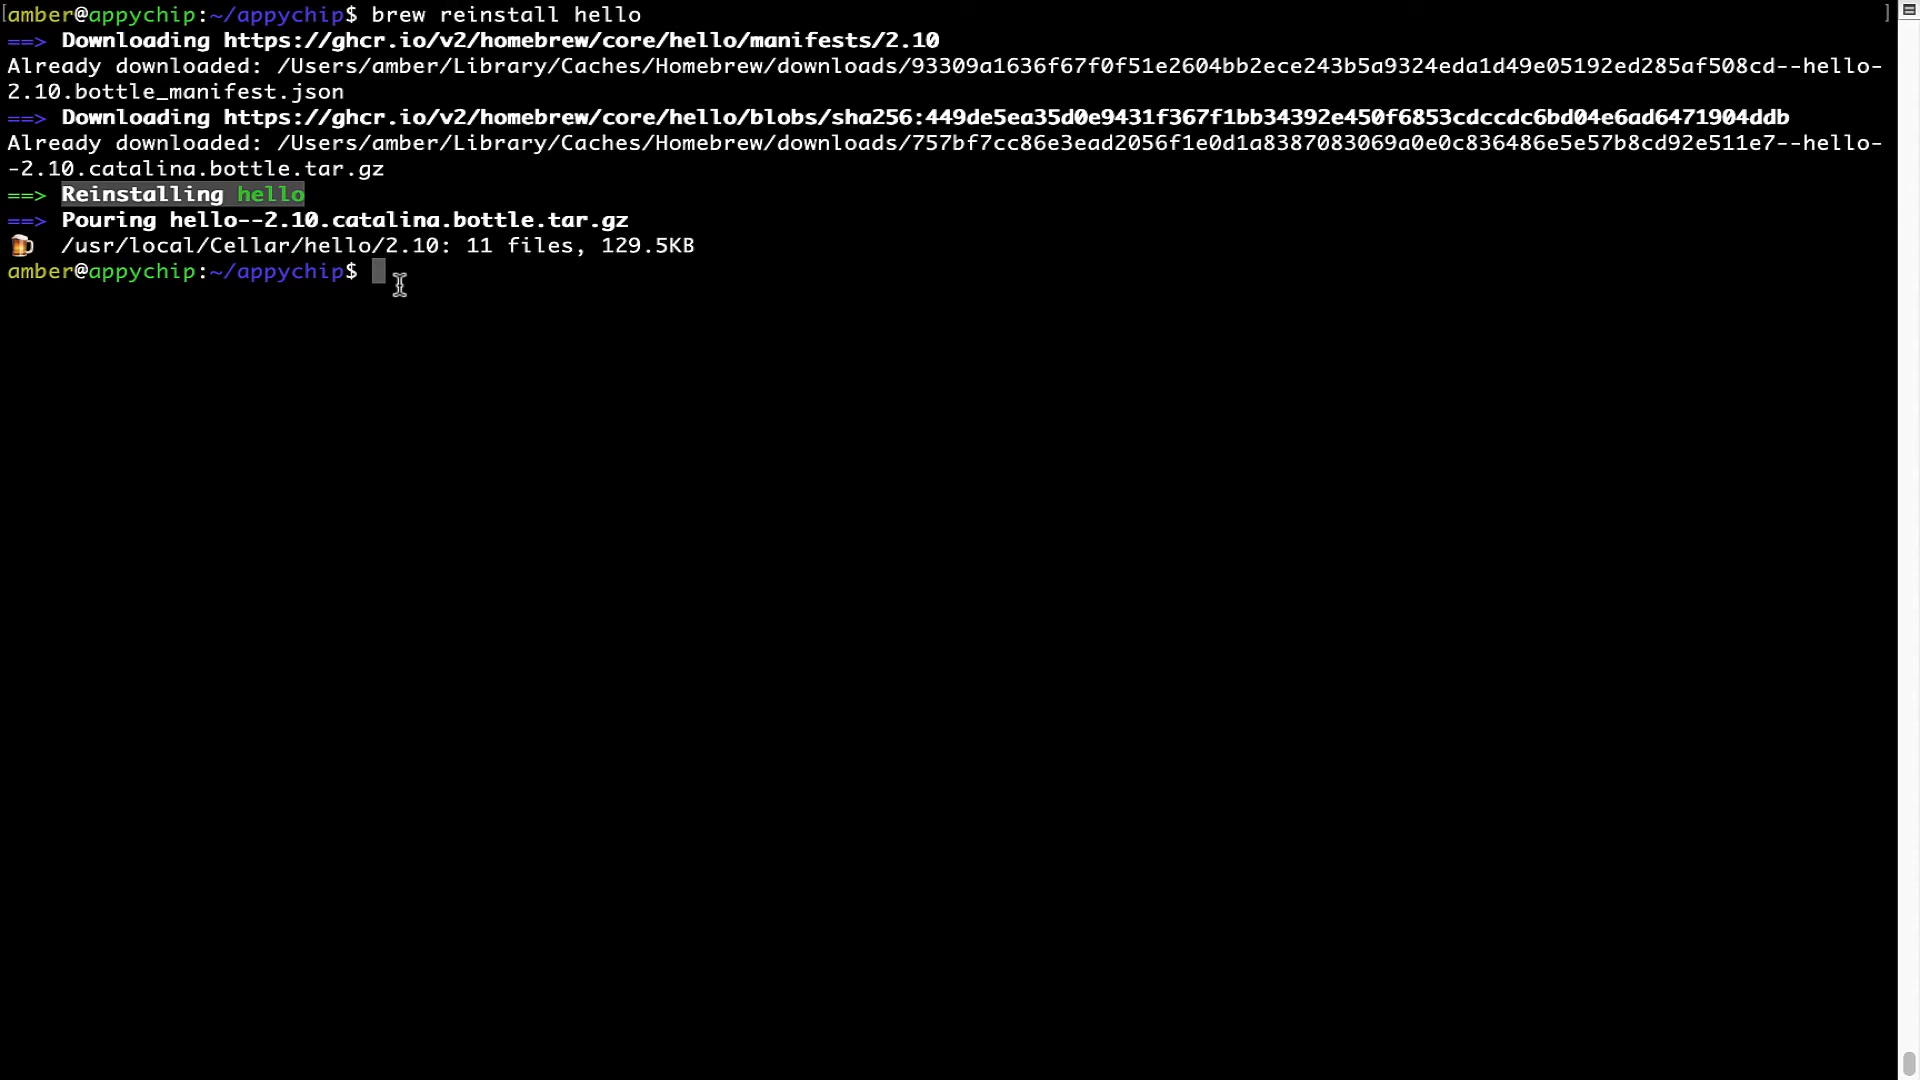 amber@appychip:~/appychip$ brew reinstall hello
==> Downloading https://ghcr.io/v2/homebrew/core/hello/manifests/2.10
Already downloaded: /Users/amber/Library/Caches/Homebrew/downloads/93309a1636f67f0f51e2604bb2ece243b5a9324eda1d49e05192ed285af508cd--hello-
2.10.bottle_manifest.json
==> Downloading https://ghcr.io/v2/homebrew/core/hello/blobs/sha256:449de5ea35d0e9431f367f1bb34392e450f6853cdccdc6bd04e6ad6471904ddb
Already downloaded: /Users/amber/Library/Caches/Homebrew/downloads/757bf7cc86e3ead2056f1e0d1a8387083069a0e0c836486e5e57b8cd92e511e7--hello-
-2.10.catalina.bottle.tar.gz
==> Reinstalling hello
==> Pouring hello--2.10.catalina.bottle.tar.gz
🍺 /usr/local/Cellar/hello/2.10: 11 files, 129.5KB
amber@appychip:~/appychip$